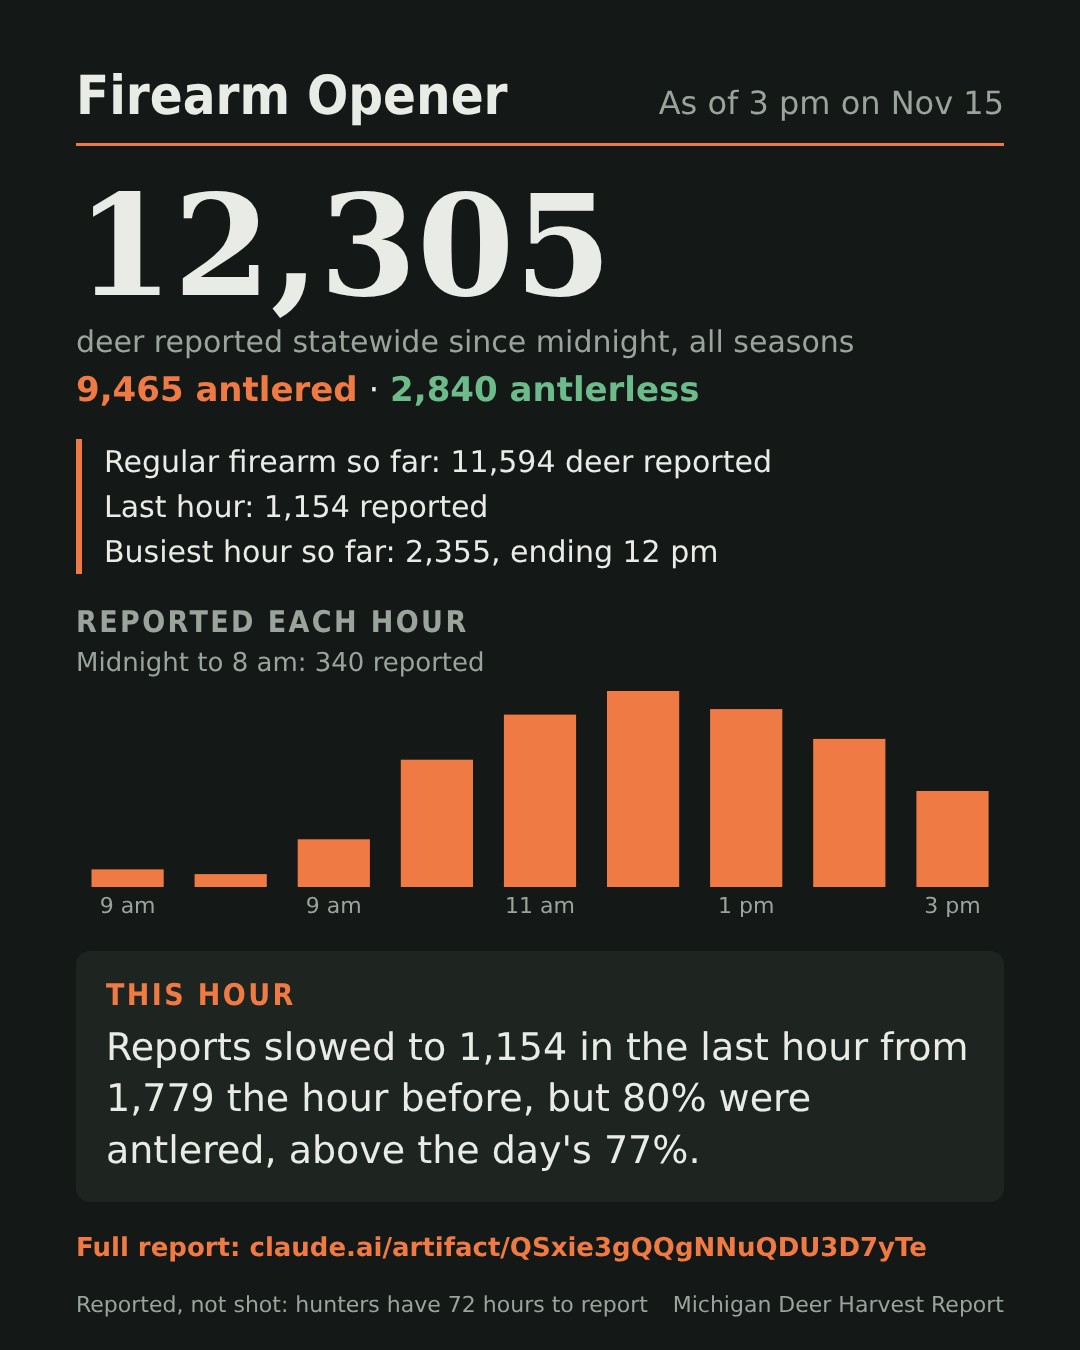 Firearm Opener
As of 3 pm on Nov 15
12,305
deer reported statewide since midnight, all seasons
9,465 antlered · 2,840 antlerless
Regular firearm so far: 11,594 deer reported
Last hour: 1,154 reported
Busiest hour so far: 2,355, ending 12 pm
REPORTED EACH HOUR
Midnight to 8 am: 340 reported
9 am
9 am
11 am
1 pm
3 pm
THIS HOUR
Reports slowed to 1,154 in the last hour from
1,779 the hour before, but 80% were
antlered, above the day's 77%.
Full report: claude.ai/artifact/QSxie3gQQgNNuQDU3D7yTe
Reported, not shot: hunters have 72 hours to report
Michigan Deer Harvest Report